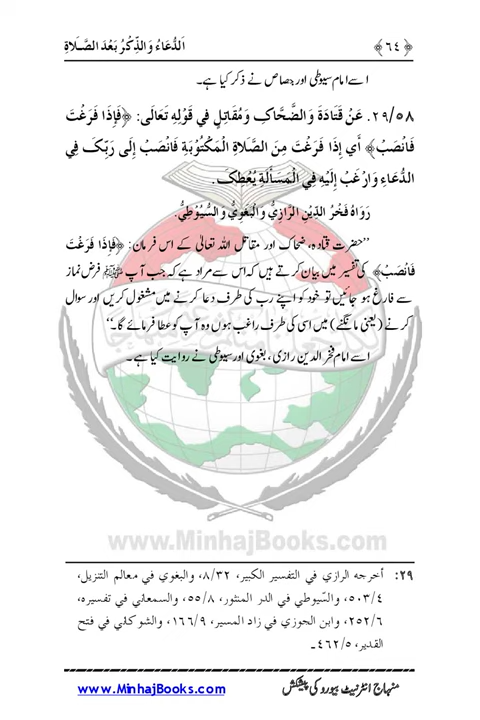 ﴿ ٦٤ ﴾ اَلدُّعَاءُ وَالذِّكْرُ بَعْدَ الصَّلَاةِ
اسے امام سیوطی اور جصاص نے ذکر کیا ہے۔
٢٩/٥٨. عَنْ قَتَادَةَ وَالضَّحَّاكِ وَمُقَاتِلٍ فِي قَوْلِهِ تَعَالَى: ﴿فَإِذَا فَرَغْتَ
فَانْصَبْ﴾ أَي إِذَا فَرَغْتَ مِنَ الصَّلَاةِ الْمَكْتُوْبَةِ فَانْصَبْ إِلَى رَبِّكَ فِي
الدُّعَاءِ وَارْغَبْ إِلَيْهِ فِي الْمَسْأَلَةِ يُعْطِكَ.
رَوَاهُ فَخْرُ الدِّيْنِ الرَّازِيُّ وَالْبَغَوِيُّ وَالسُّيُوْطِيُّ.
’’حضرت قتادہ، ضحاک اور مقاتل اللہ تعالیٰ کے اس فرمان: ﴿فَإِذَا فَرَغْتَ
فَانْصَبْ﴾ کی تفسیر میں بیان کرتے ہیں کہ اس سے مراد ہے کہ جب آپ ﷺ فرض نماز
سے فارغ ہو جائیں تو خود کو اپنے رب کی طرف دعا کرنے میں مشغول کریں اور سوال
کرنے (یعنی مانگنے) میں اسی کی طرف راغب ہوں وہ آپ کو عطا فرمائے گا۔‘‘
اسے امام فخر الدین رازی، بغوی اور سیوطی نے روایت کیا ہے۔
www.MinhajBooks.com
٢٩: أخرجه الرازي في التفسير الكبير، ٨/٣٢، والبغوي في معالم التنزيل،
٥٠٣/٤، والسّيوطي في الدر المنثور، ٥٥/٨، والسمعاني في تفسيره،
٢٥٢/٦، وابن الجوزي في زاد المسير، ١٦٦/٩، والشوكاني في فتح
القدير، ٤٦٢/٥۔
منہاج انٹرنیٹ بیورو کی پیشکش www.MinhajBooks.com